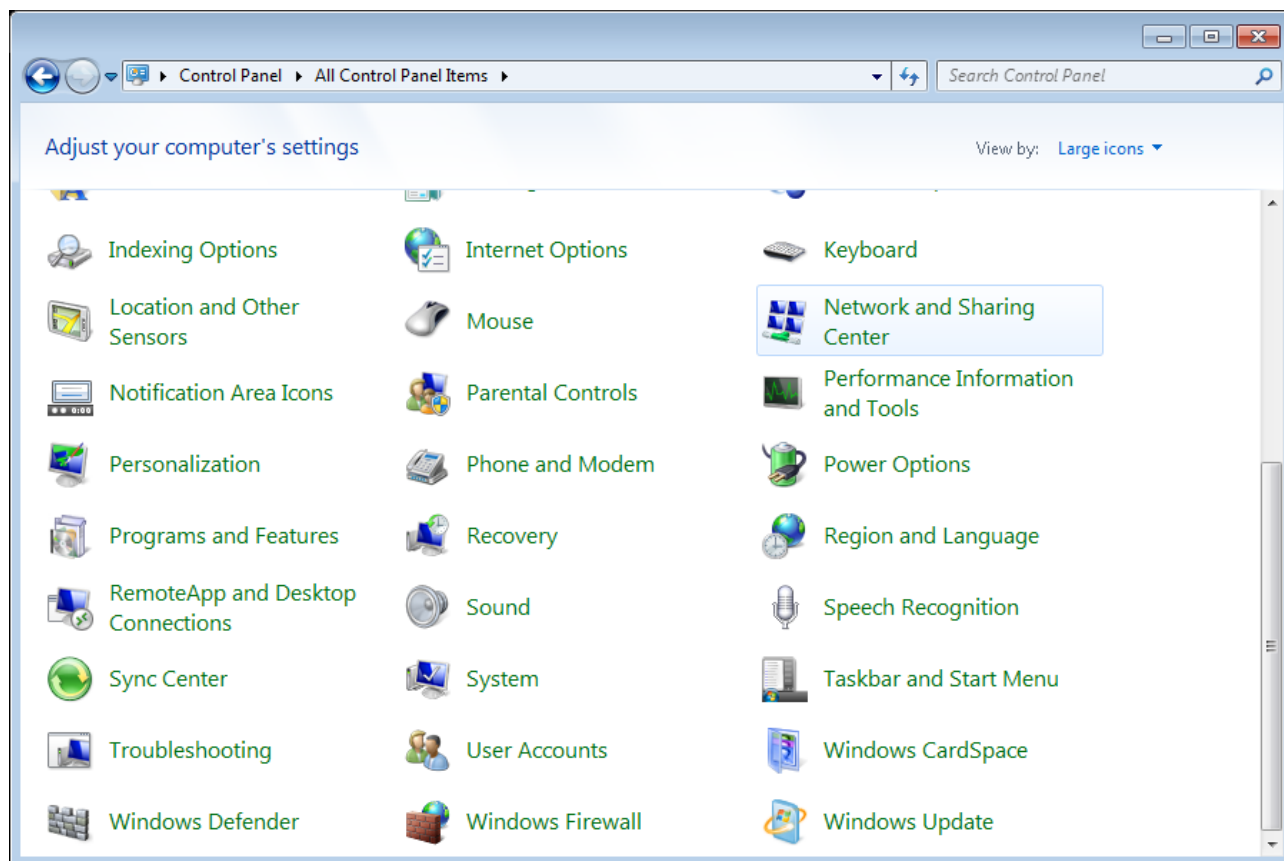 Control Panel
All Control Panel Items
Search Control Panel
Adjust your computer's settings
View by:
Large icons
Indexing Options
Internet Options
Keyboard
Location and Other
Sensors
Mouse
Network and Sharing
Center
Notification Area Icons
Parental Controls
Performance Information
and Tools
Personalization
Phone and Modem
Power Options
Programs and Features
Recovery
Region and Language
RemoteApp and Desktop
Connections
Sound
Speech Recognition
Sync Center
System
Taskbar and Start Menu
Troubleshooting
User Accounts
Windows CardSpace
Windows Defender
Windows Firewall
Windows Update